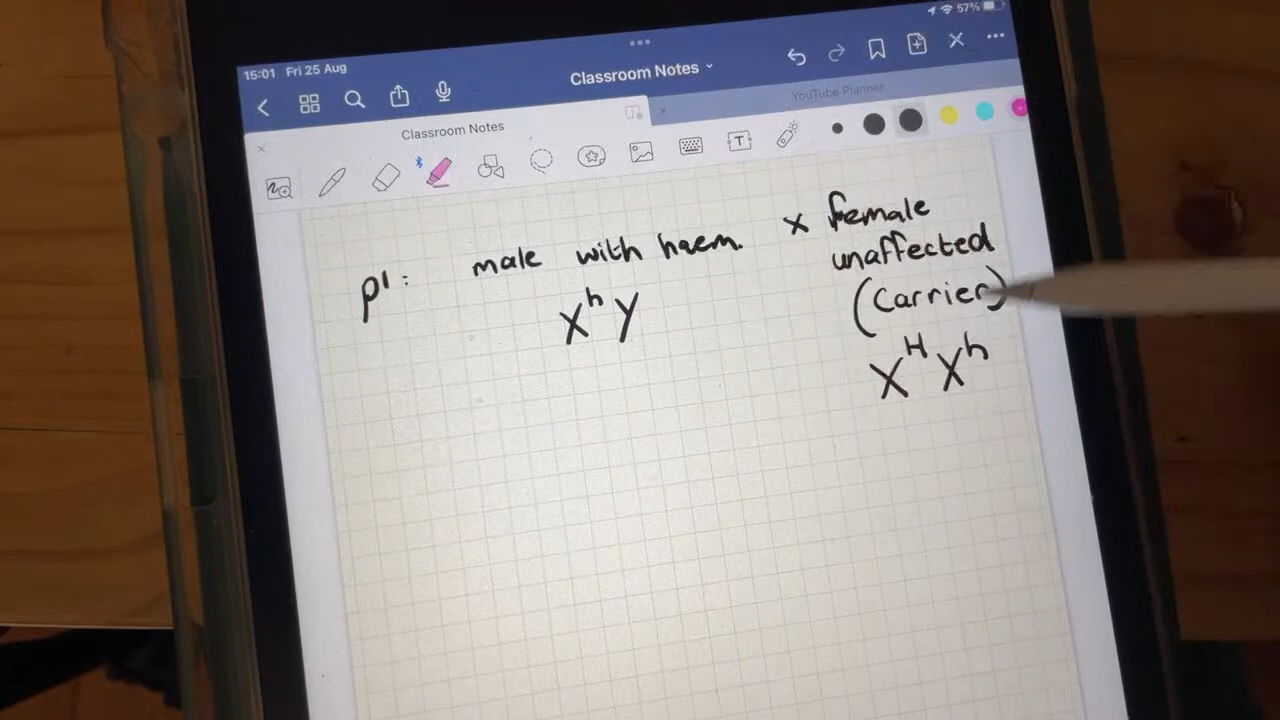 15:01 Fri 25 Aug
57%
Classroom Notes
Classroom Notes
YouTube Planner
P1: male with haem. x female
unaffected
(Carrier)
XʰY
XᴴXʰ